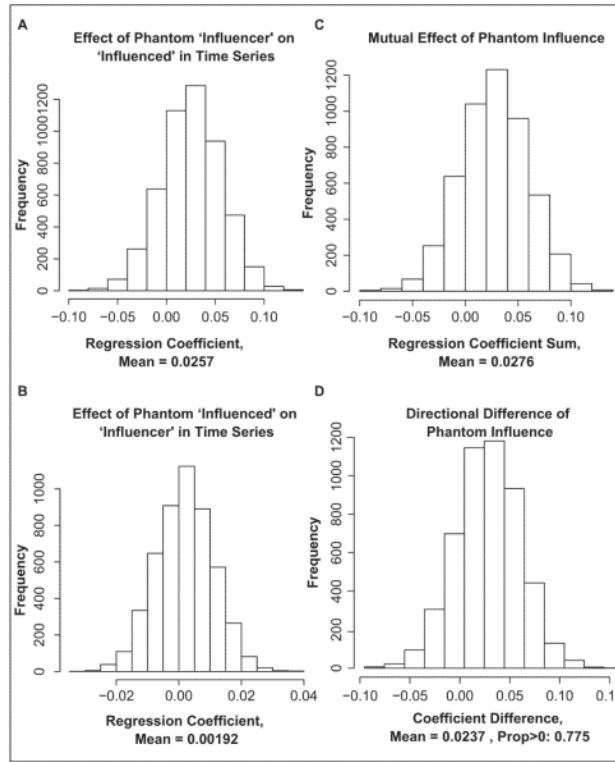 A
Effect of Phantom ‘Influencer' on
‘Influenced' in Time Series
Frequency
0 200 400 600 800 1000 1200
−0.10 −0.05 0.00 0.05 0.10
Regression Coefficient,
Mean = 0.0257
C
Mutual Effect of Phantom Influence
Frequency
0 200 400 600 800 1000 1200
−0.10 −0.05 0.00 0.05 0.10
Regression Coefficient Sum,
Mean = 0.0276
B
Effect of Phantom ‘Influenced' on
‘Influencer' in Time Series
Frequency
0 200 400 600 800 1000
−0.02 0.00 0.02 0.04
Regression Coefficient,
Mean = 0.00192
D
Directional Difference of
Phantom Influence
Frequency
0 200 400 600 800 1000 1200
−0.10 −0.05 0.00 0.05 0.10 0.15
Coefficient Difference,
Mean = 0.0237 , Prop>0: 0.775